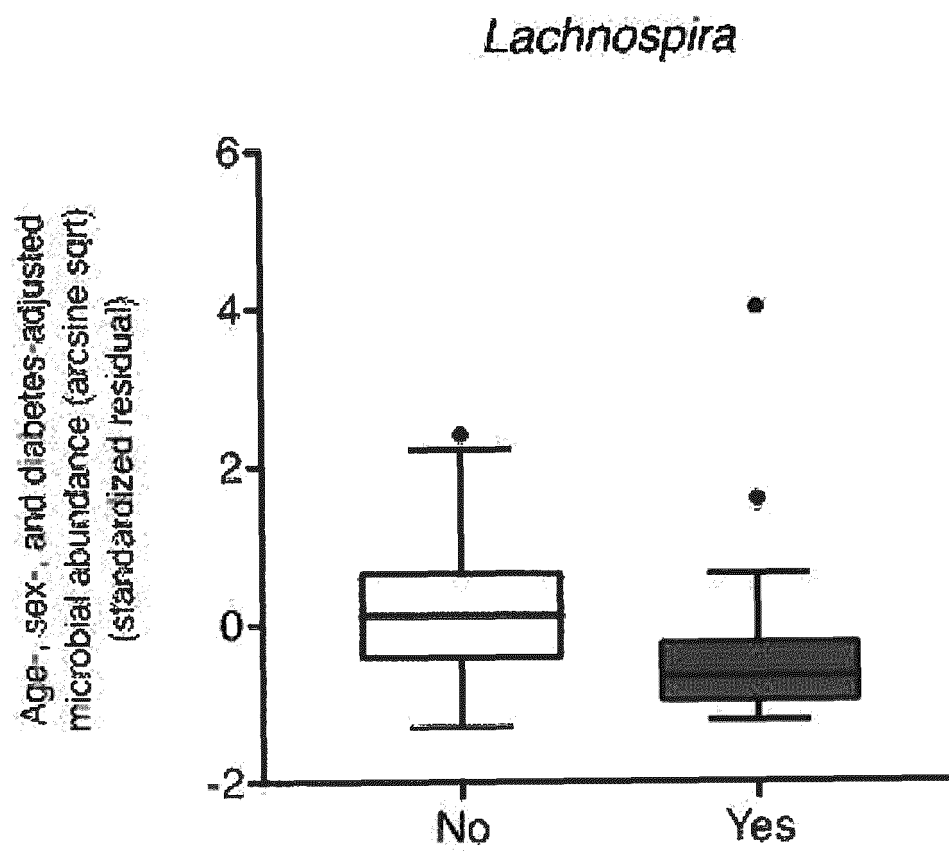 Lachnospira
Age-, sex-, and diabetes-adjusted
microbial abundance (arcsine sqrt)
(standardized residual)
6
4
2
0
-2
No
Yes